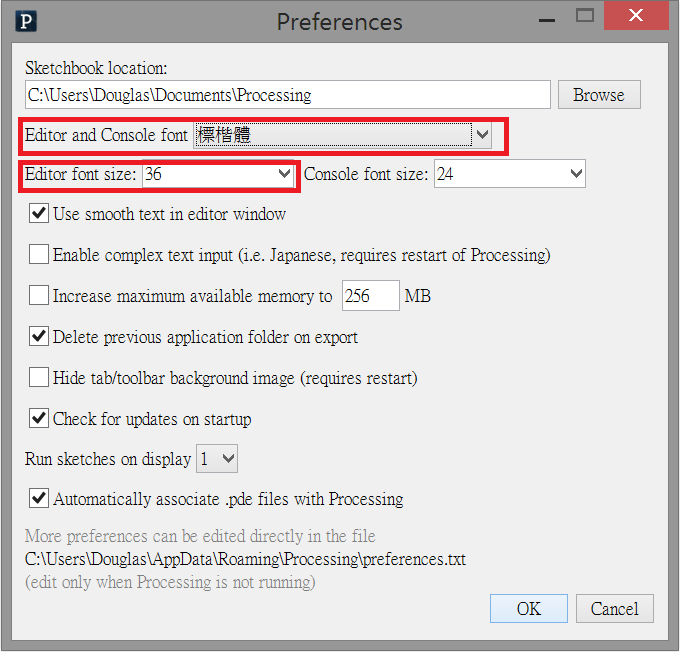 P Preferences
Sketchbook location:
C:\Users\Douglas\Documents\Processing Browse
Editor and Console font 標楷體
Editor font size: 36 Console font size: 24
Use smooth text in editor window
Enable complex text input (i.e. Japanese, requires restart of Processing)
Increase maximum available memory to 256 MB
Delete previous application folder on export
Hide tab/toolbar background image (requires restart)
Check for updates on startup
Run sketches on display 1
Automatically associate .pde files with Processing
More preferences can be edited directly in the file
C:\Users\Douglas\AppData\Roaming\Processing\preferences.txt
(edit only when Processing is not running)
OK Cancel